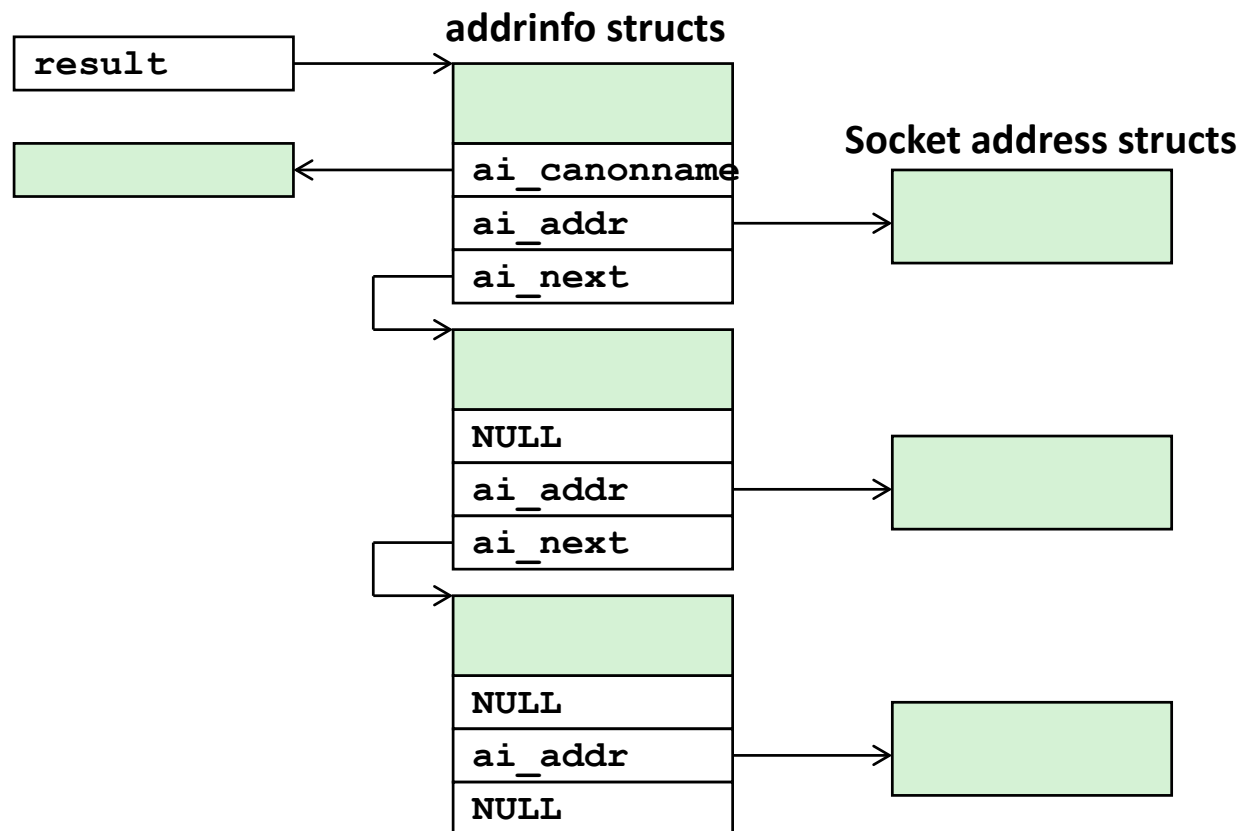 addrinfo structs
result
Socket address structs
ai_canonname
ai_addr
ai_next
NULL
ai_addr
ai_next
NULL
ai_addr
NULL